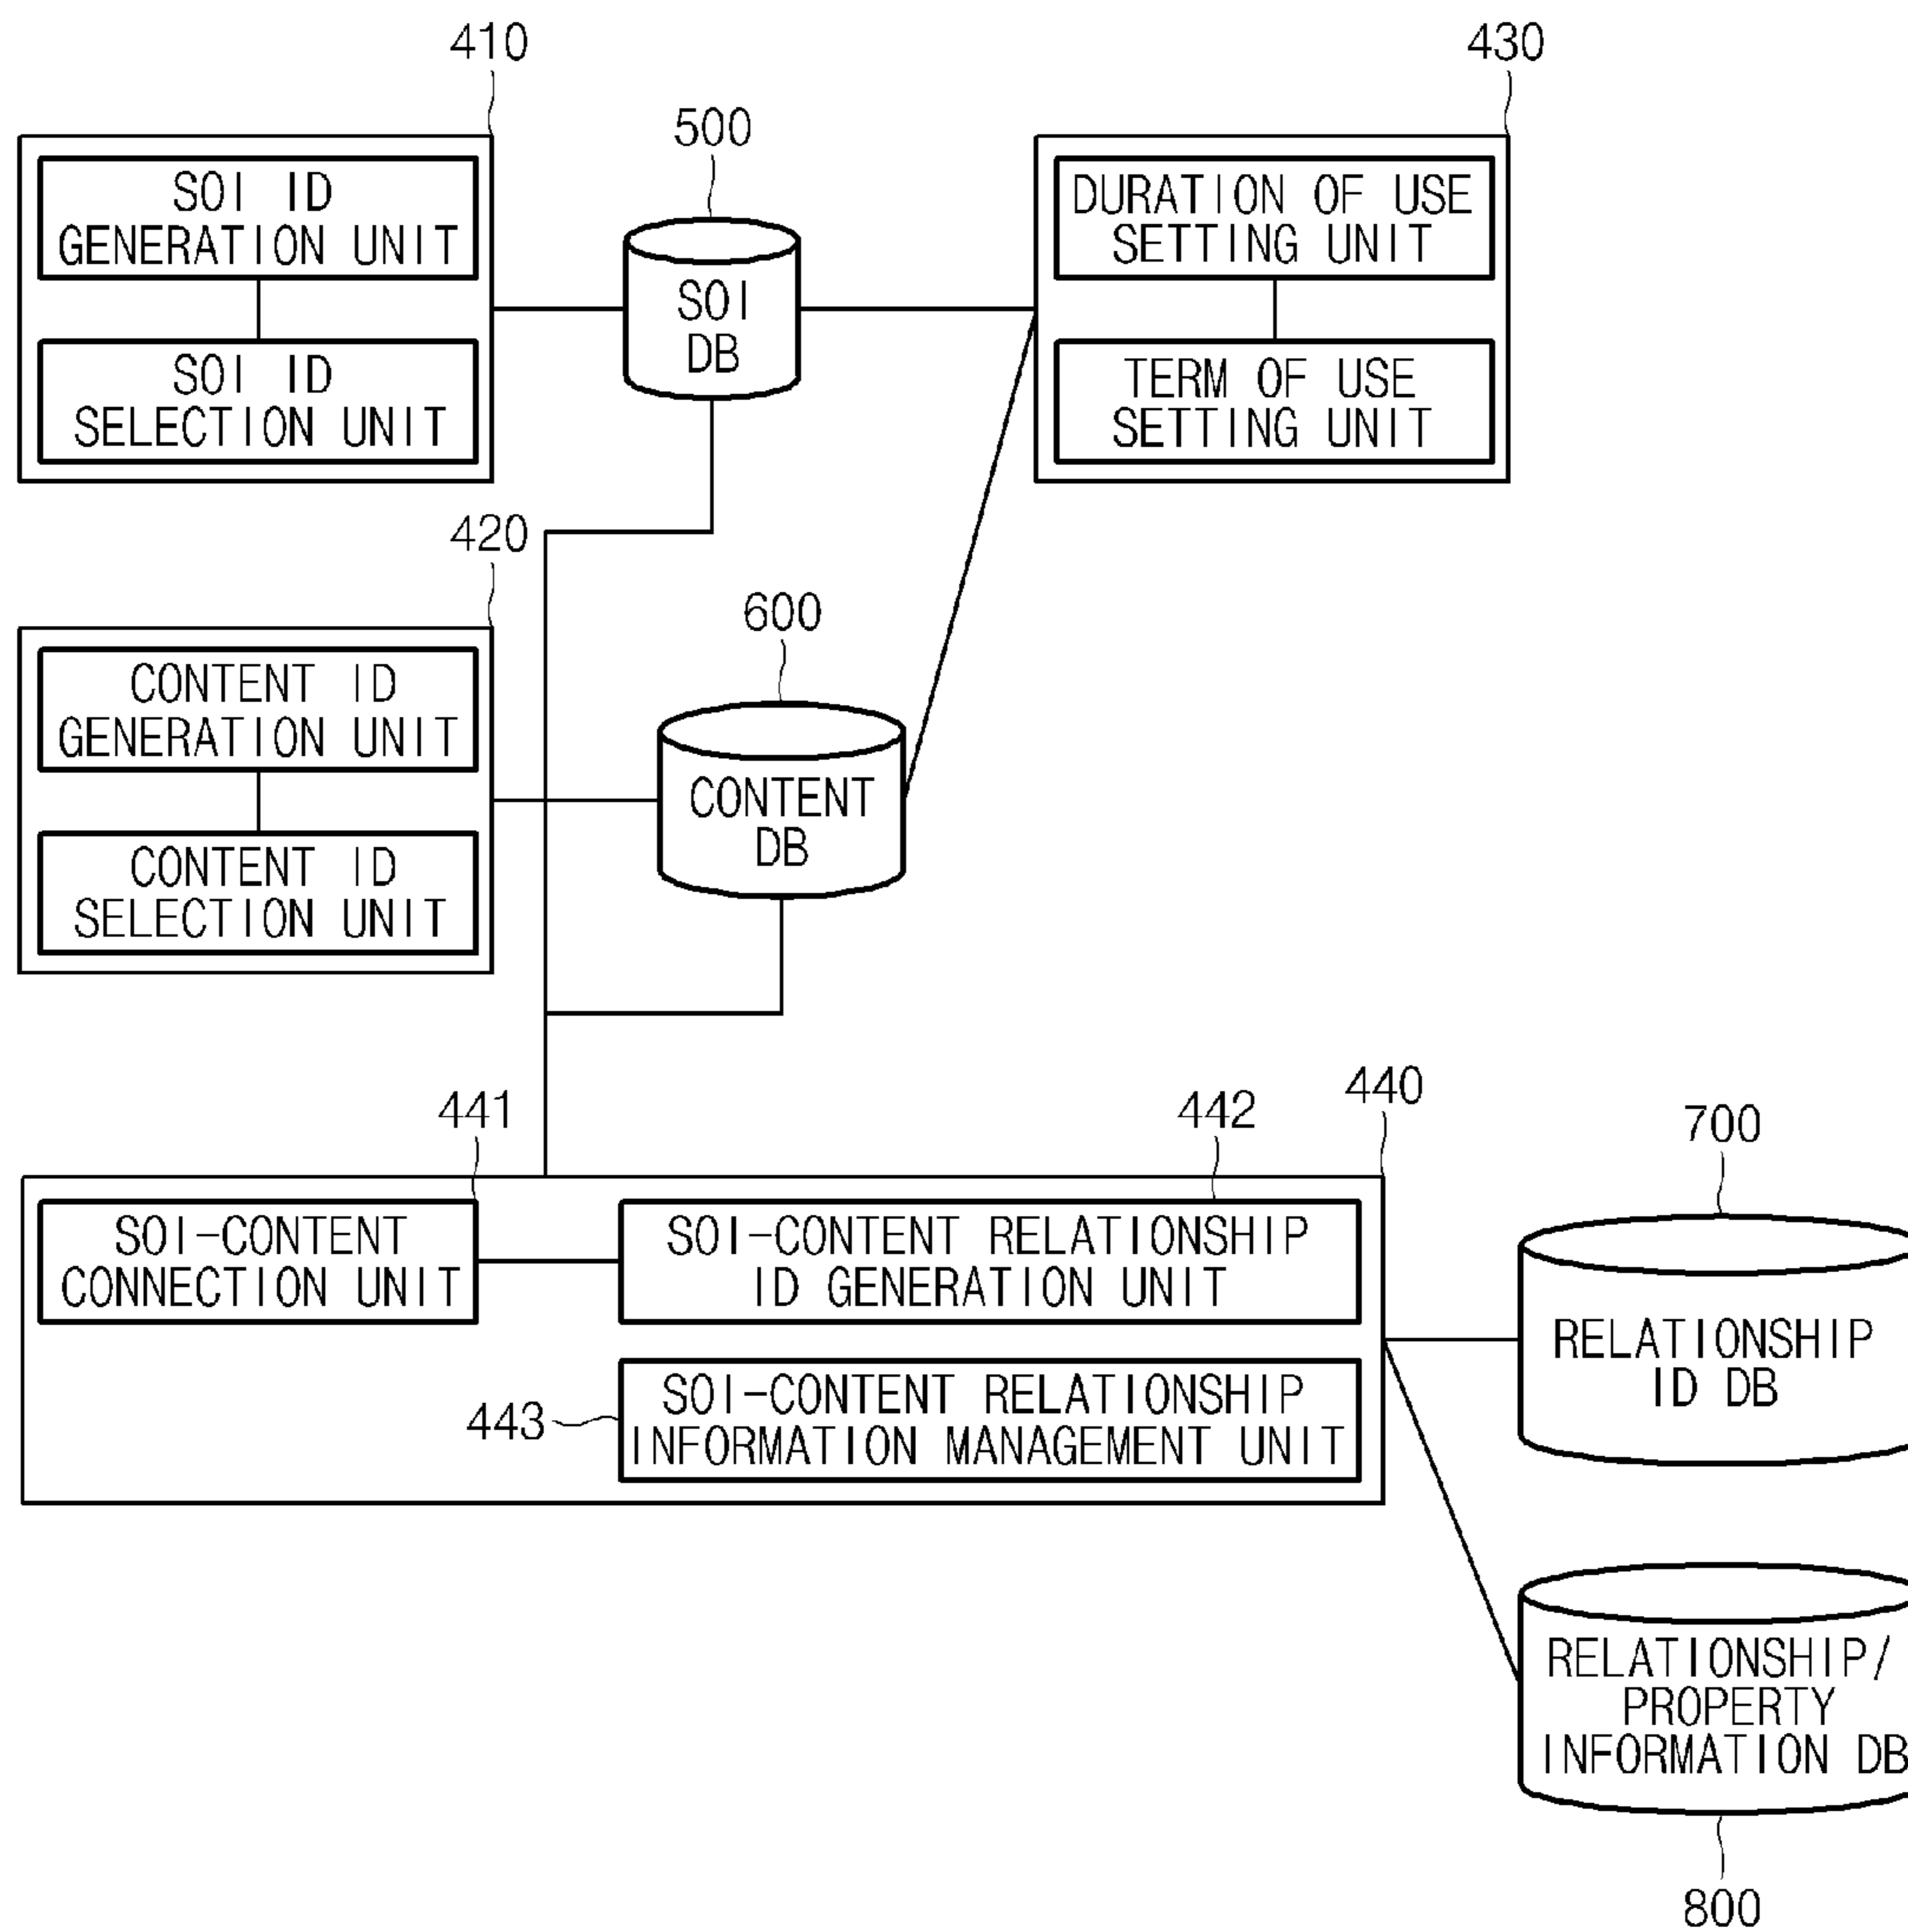 410
430
500
SOI ID
GENERATION UNIT
SOI ID
SELECTION UNIT
SOI
DB
DURATION OF USE
SETTING UNIT
TERM OF USE
SETTING UNIT
420
600
CONTENT ID
GENERATION UNIT
CONTENT ID
SELECTION UNIT
CONTENT
DB
441
442
440
700
SOI-CONTENT
CONNECTION UNIT
SOI-CONTENT RELATIONSHIP
ID GENERATION UNIT
443
SOI-CONTENT RELATIONSHIP
INFORMATION MANAGEMENT UNIT
RELATIONSHIP
ID DB
RELATIONSHIP/
PROPERTY
INFORMATION DB
800